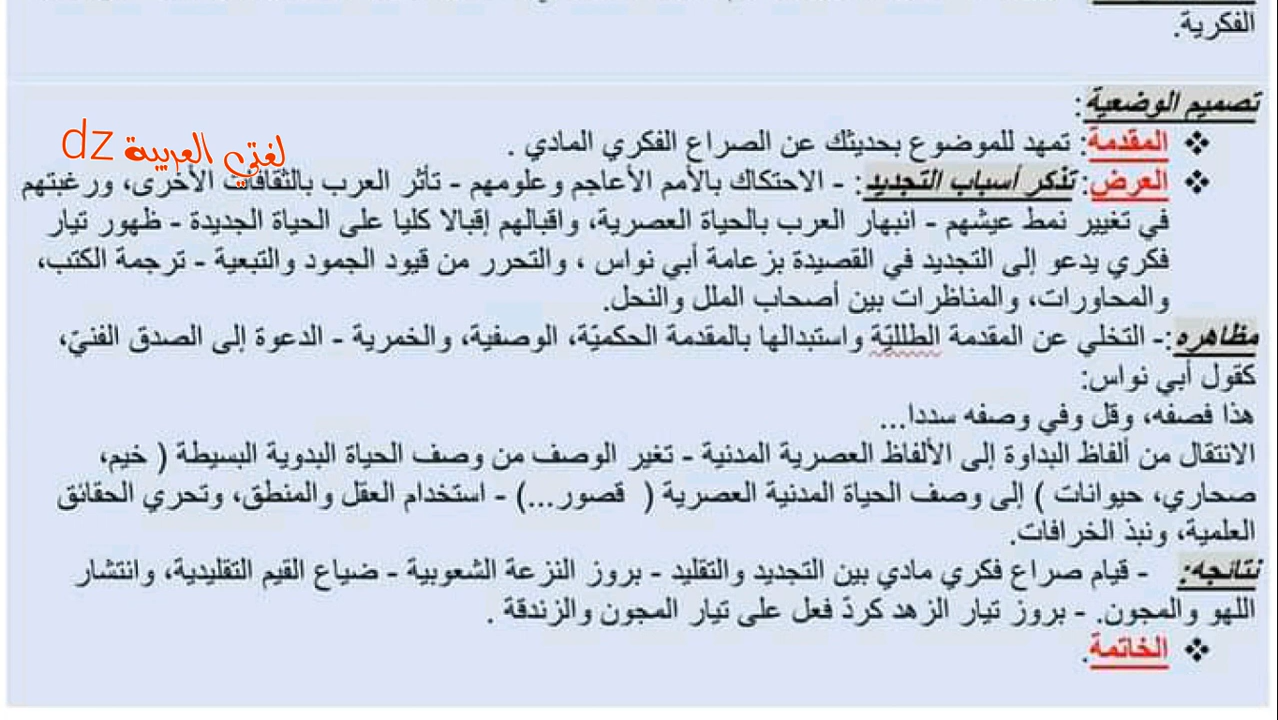 الفكرية.
تصميم الوضعية:
❖ المقدمة: تمهد للموضوع بحديثك عن الصراع الفكري المادي .
لغتي العربية dz
❖ العرض: تذكر أسباب التجديد: - الاحتكاك بالأمم الأعاجم وعلومهم - تأثر العرب بالثقافات الأخرى، ورغبتهم
في تغيير نمط عيشهم - انبهار العرب بالحياة العصرية، واقبالهم إقبالا كليا على الحياة الجديدة - ظهور تيار
فكري يدعو إلى التجديد في القصيدة بزعامة أبي نواس ، والتحرر من قيود الجمود والتبعية - ترجمة الكتب،
والمحاورات، والمناظرات بين أصحاب الملل والنحل.
مظاهره:- التخلي عن المقدمة الطلليّة واستبدالها بالمقدمة الحكميّة، الوصفية، والخمرية - الدعوة إلى الصدق الفنيّ،
كقول أبي نواس:
هذا فصفه، وقل وفي وصفه سددا...
الانتقال من ألفاظ البداوة إلى الألفاظ العصرية المدنية - تغير الوصف من وصف الحياة البدوية البسيطة ( خيم،
صحاري، حيوانات ) إلى وصف الحياة المدنية العصرية ( قصور...) - استخدام العقل والمنطق، وتحري الحقائق
العلمية، ونبذ الخرافات.
نتائجه: - قيام صراع فكري مادي بين التجديد والتقليد - بروز النزعة الشعوبية - ضياع القيم التقليدية، وانتشار
اللهو والمجون. - بروز تيار الزهد كردّ فعل على تيار المجون والزندقة .
❖ الخاتمة.